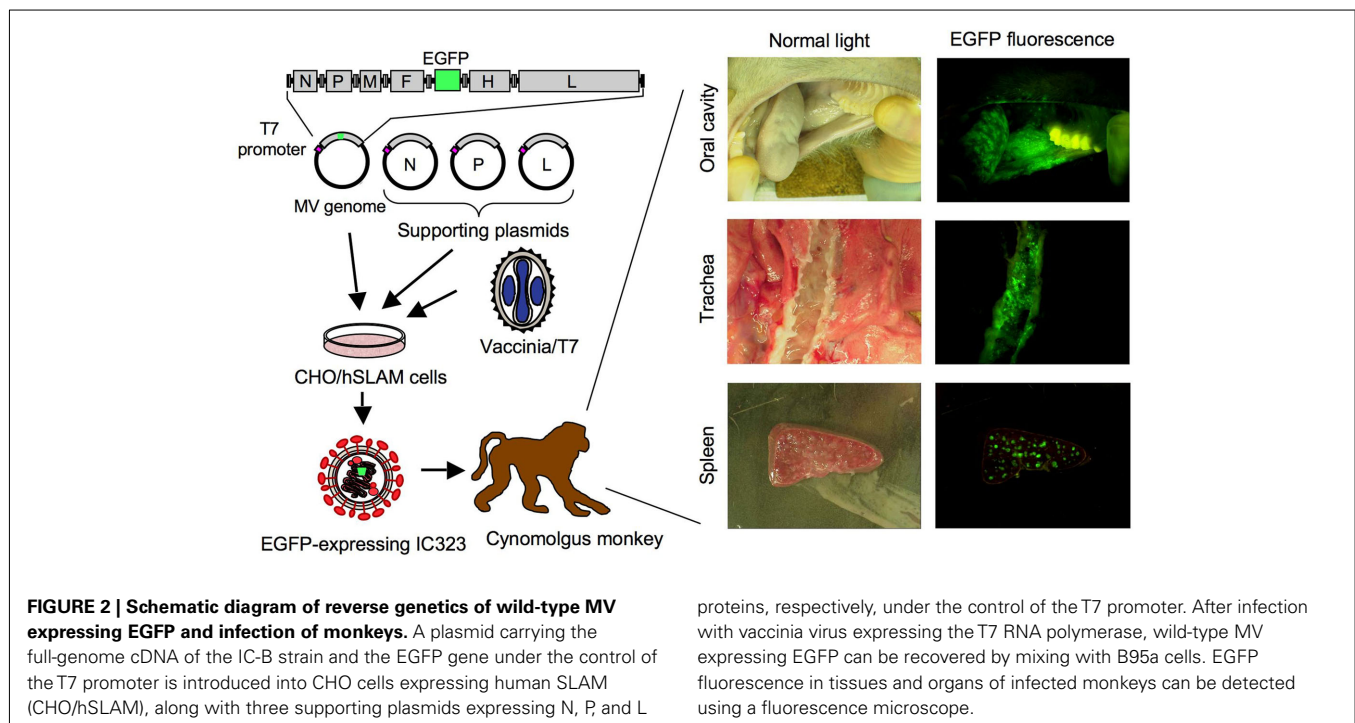 EGFP
N P M F H L
T7
promoter
N P L
MV genome
Supporting plasmids
Vaccinia/T7
CHO/hSLAM cells
EGFP-expressing IC323
Cynomolgus monkey
Normal light
EGFP fluorescence
Oral cavity
Trachea
Spleen
FIGURE 2 | Schematic diagram of reverse genetics of wild-type MV
expressing EGFP and infection of monkeys. A plasmid carrying the
full-genome cDNA of the IC-B strain and the EGFP gene under the control of
the T7 promoter is introduced into CHO cells expressing human SLAM
(CHO/hSLAM), along with three supporting plasmids expressing N, P, and L
proteins, respectively, under the control of the T7 promoter. After infection
with vaccinia virus expressing the T7 RNA polymerase, wild-type MV
expressing EGFP can be recovered by mixing with B95a cells. EGFP
fluorescence in tissues and organs of infected monkeys can be detected
using a fluorescence microscope.